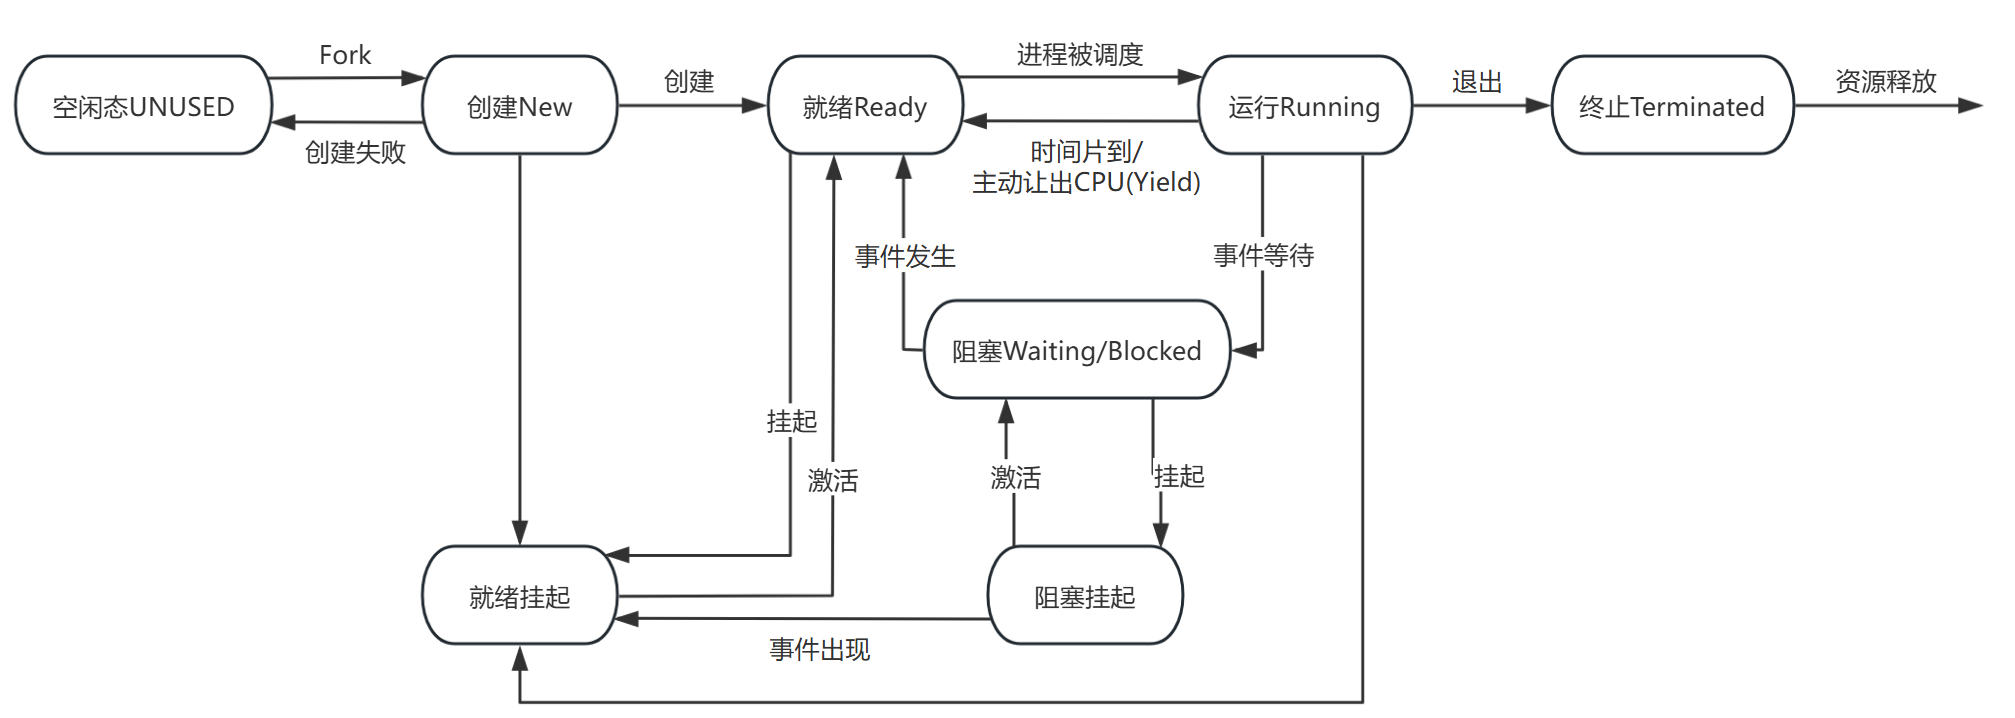 Fork
进程被调度
空闲态UNUSED
创建New
创建
就绪Ready
运行Running
退出
终止Terminated
资源释放
创建失败
时间片到/
主动让出CPU(Yield)
事件发生
事件等待
阻塞Waiting/Blocked
挂起
激活
激活
挂起
就绪挂起
阻塞挂起
事件出现